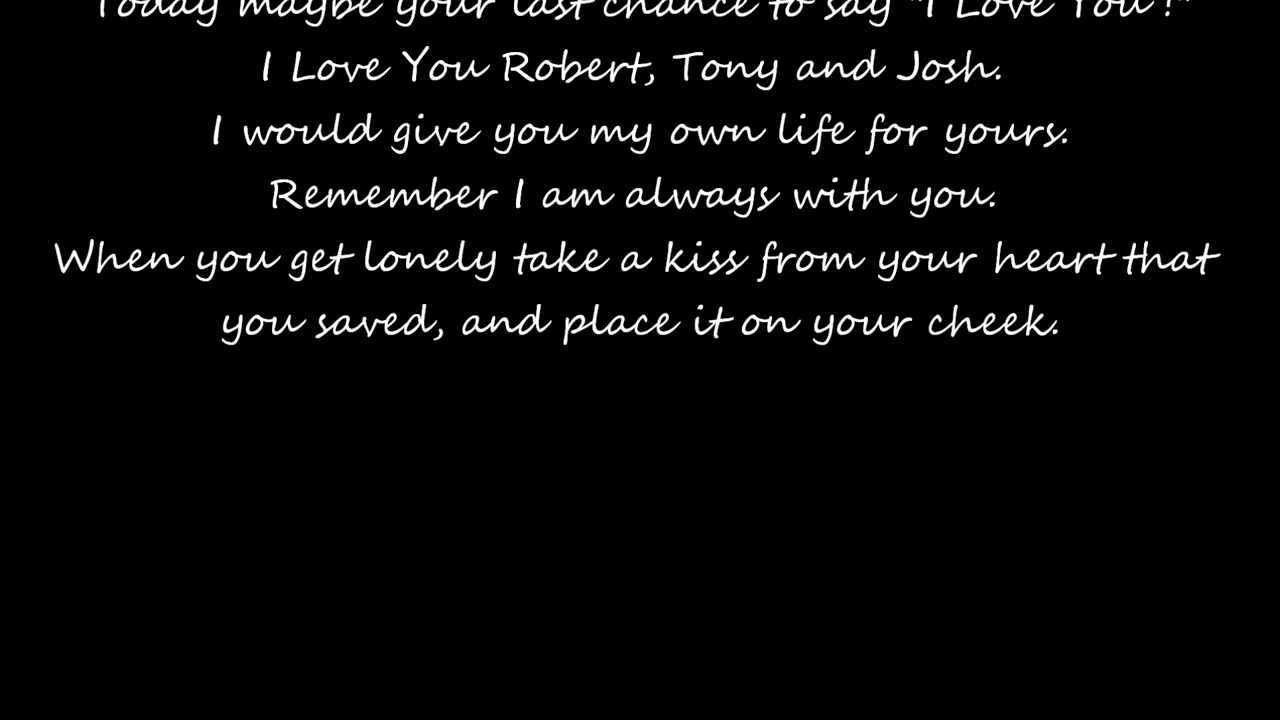 Today maybe your last chance to say "I Love You!"
I Love You Robert, Tony and Josh.
I would give you my own life for yours.
Remember I am always with you.
When you get lonely take a kiss from your heart that
you saved, and place it on your cheek.